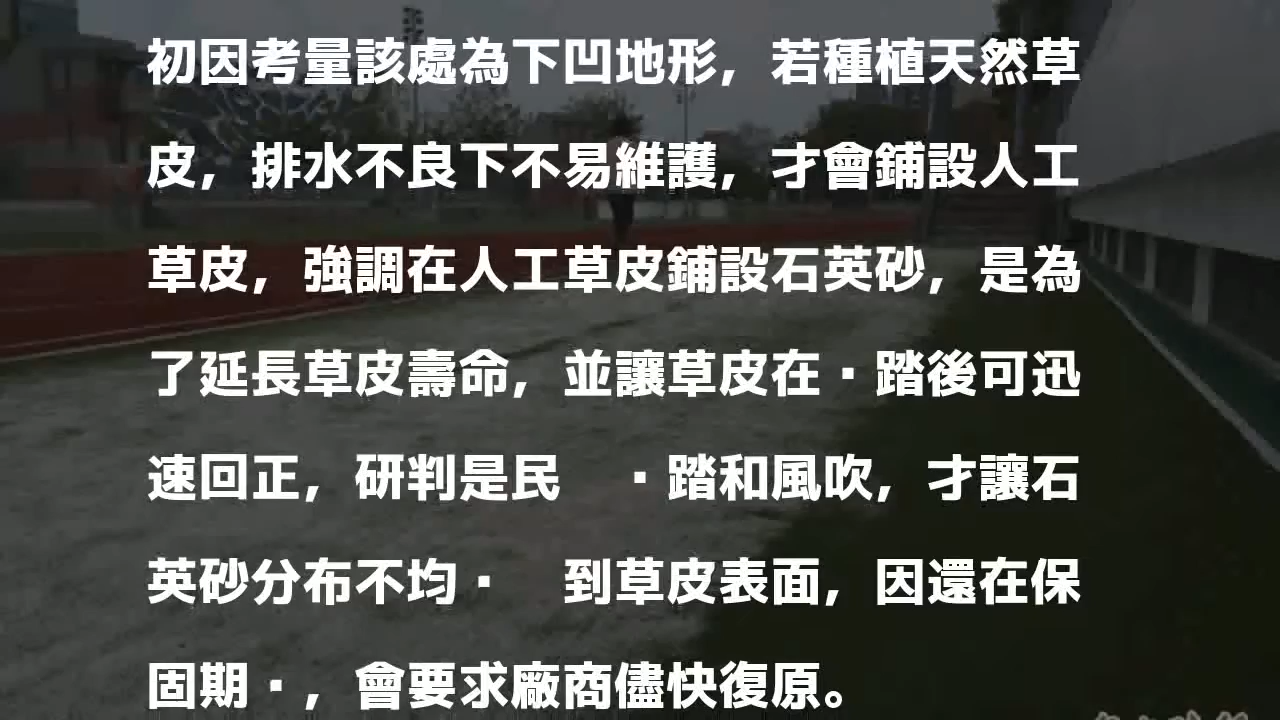 初因考量該處為下凹地形，若種植天然草
皮，排水不良下不易維護，才會鋪設人工
草皮，強調在人工草皮鋪設石英砂，是為
了延長草皮壽命，並讓草皮在·踏後可迅
速回正，研判是民　·踏和風吹，才讓石
英砂分布不均·　到草皮表面，因還在保
固期·，會要求廠商儘快復原。